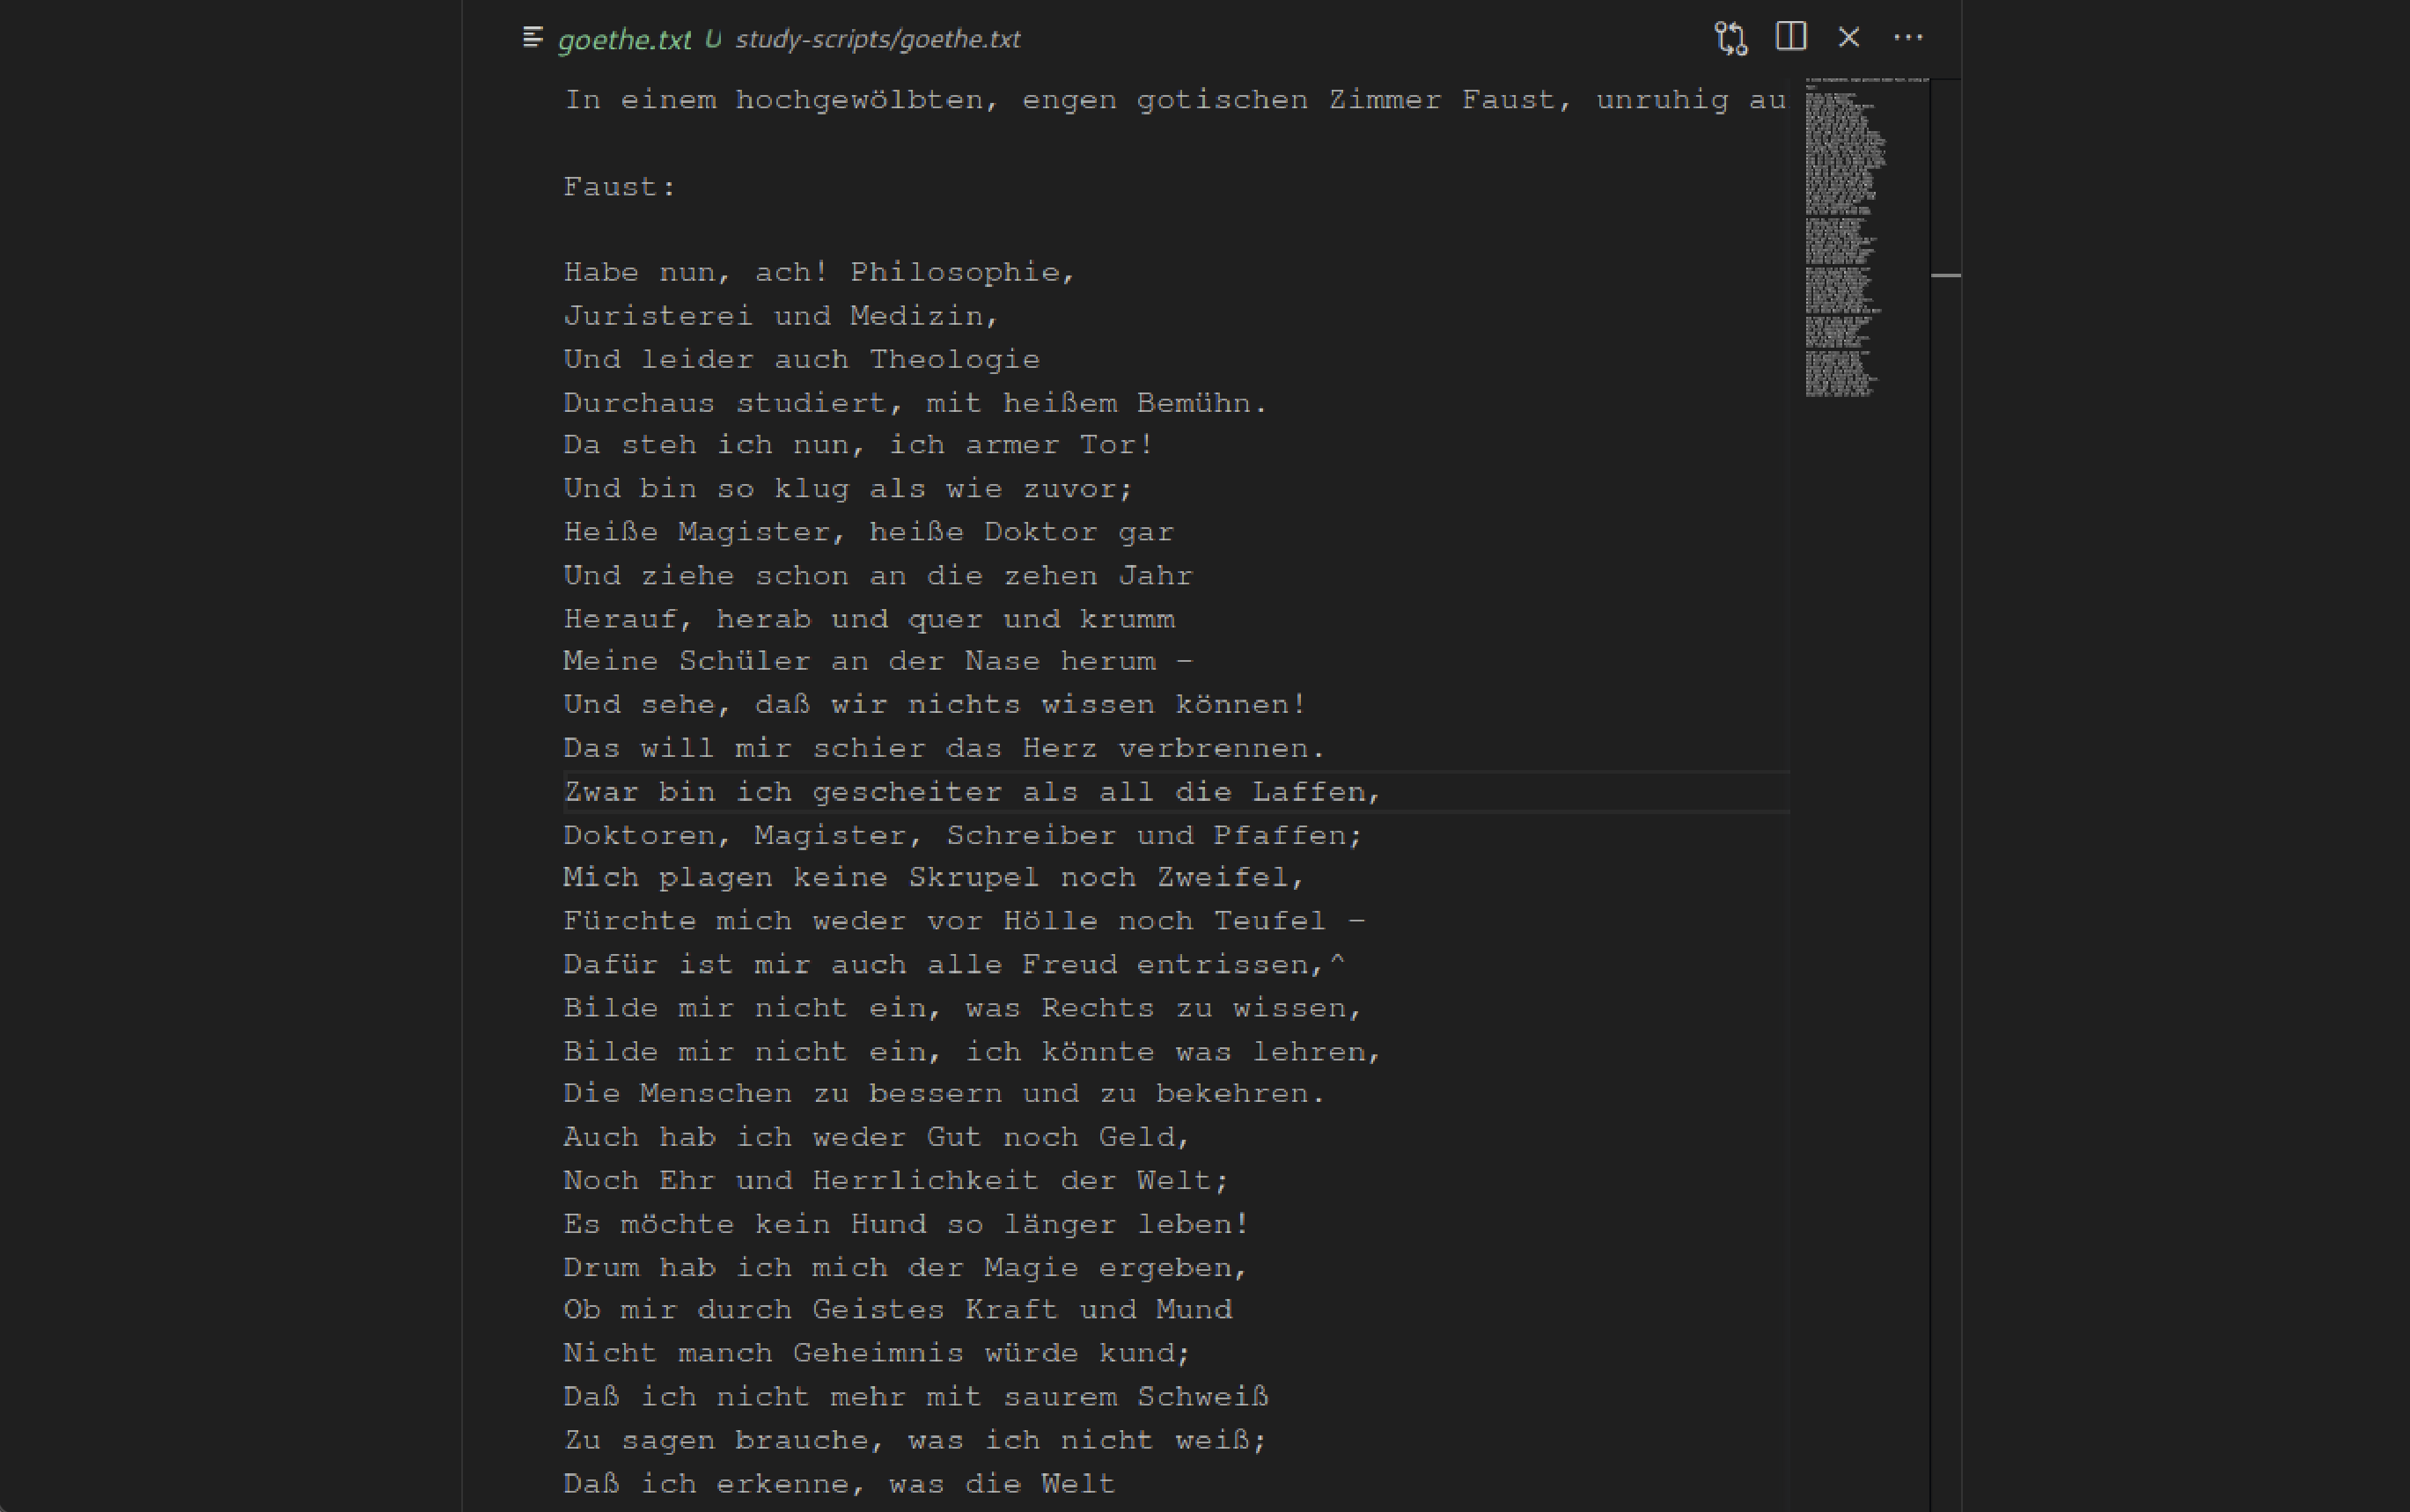 goethe.txt U study-scripts/goethe.txt
In einem hochgewölbten, engen gotischen Zimmer Faust, unruhig au
Faust:
Habe nun, ach! Philosophie,
Juristerei und Medizin,
Und leider auch Theologie
Durchaus studiert, mit heißem Bemühn.
Da steh ich nun, ich armer Tor!
Und bin so klug als wie zuvor;
Heiße Magister, heiße Doktor gar
Und ziehe schon an die zehen Jahr
Herauf, herab und quer und krumm
Meine Schüler an der Nase herum –
Und sehe, daß wir nichts wissen können!
Das will mir schier das Herz verbrennen.
Zwar bin ich gescheiter als all die Laffen,
Doktoren, Magister, Schreiber und Pfaffen;
Mich plagen keine Skrupel noch Zweifel,
Fürchte mich weder vor Hölle noch Teufel –
Dafür ist mir auch alle Freud entrissen,^
Bilde mir nicht ein, was Rechts zu wissen,
Bilde mir nicht ein, ich könnte was lehren,
Die Menschen zu bessern und zu bekehren.
Auch hab ich weder Gut noch Geld,
Noch Ehr und Herrlichkeit der Welt;
Es möchte kein Hund so länger leben!
Drum hab ich mich der Magie ergeben,
Ob mir durch Geistes Kraft und Mund
Nicht manch Geheimnis würde kund;
Daß ich nicht mehr mit saurem Schweiß
Zu sagen brauche, was ich nicht weiß;
Daß ich erkenne, was die Welt